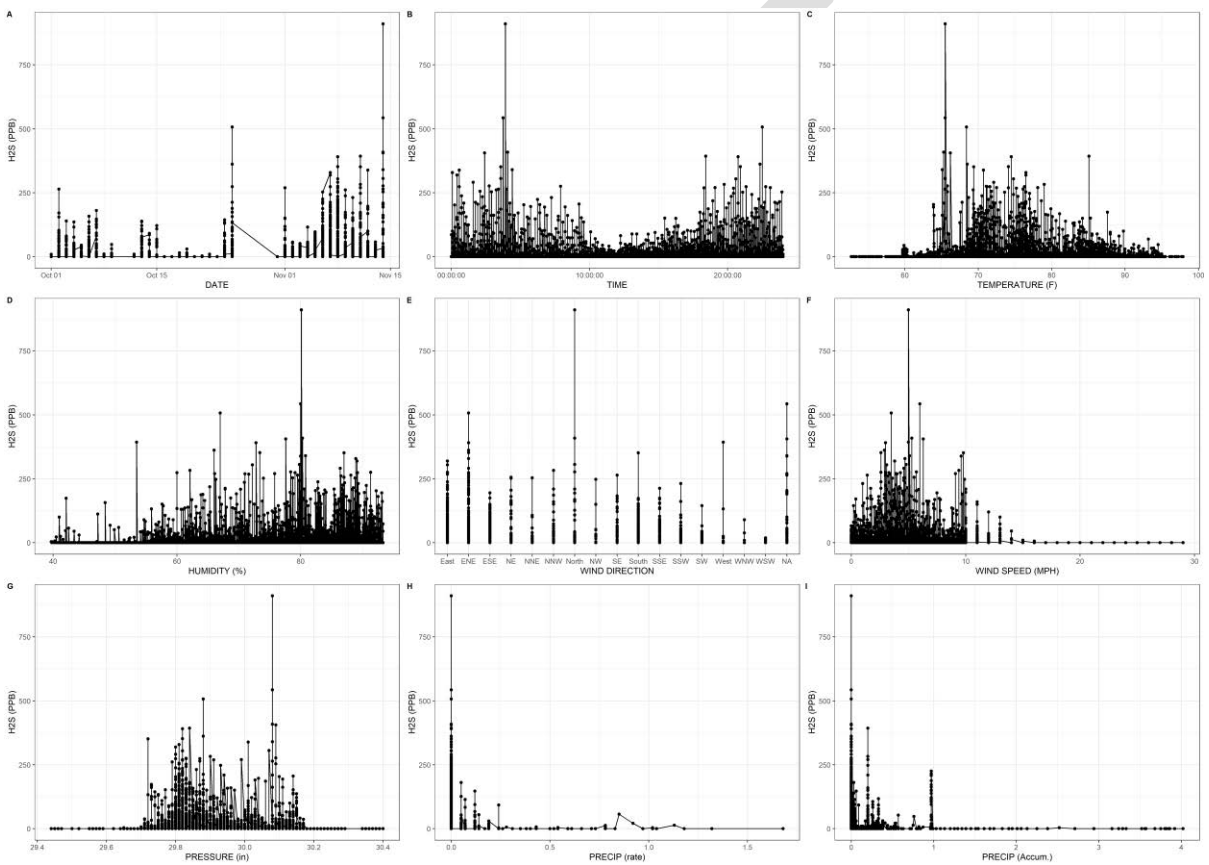 A
H2S (PPB)
750
500
250
0
Oct 01 Oct 15 Nov 01 Nov 15
DATE
B
H2S (PPB)
750
500
250
0
00:00:00 10:00:00 20:00:00
TIME
C
H2S (PPB)
750
500
250
0
60 70 80 90 100
TEMPERATURE (F)
D
H2S (PPB)
750
500
250
0
40 60 80
HUMIDITY (%)
E
H2S (PPB)
750
500
250
0
East ENE ESE NE NNE NNW North NW SE South SSE SSW SW West WNW WSW NA
WIND DIRECTION
F
H2S (PPB)
750
500
250
0
0 10 20 30
WIND SPEED (MPH)
G
H2S (PPB)
750
500
250
0
29.4 29.6 29.8 30.0 30.2 30.4
PRESSURE (in)
H
H2S (PPB)
750
500
250
0
0.0 0.5 1.0 1.5
PRECIP (rate)
I
H2S (PPB)
750
500
250
0
0 1 2 3 4
PRECIP (Accum.)